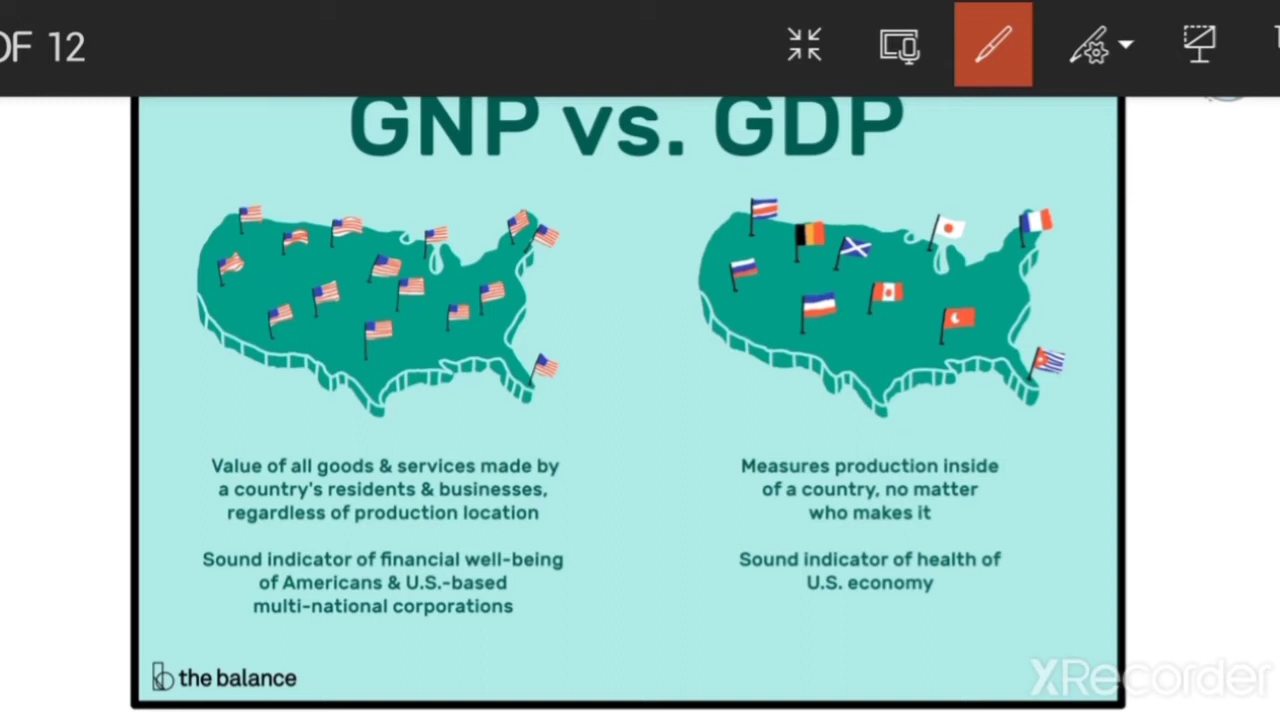 OF 12
GNP vs. GDP
Value of all goods & services made by
a country's residents & businesses,
regardless of production location
Sound indicator of financial well-being
of Americans & U.S.-based
multi-national corporations
Measures production inside
of a country, no matter
who makes it
Sound indicator of health of
U.S. economy
the balance
XRecorder